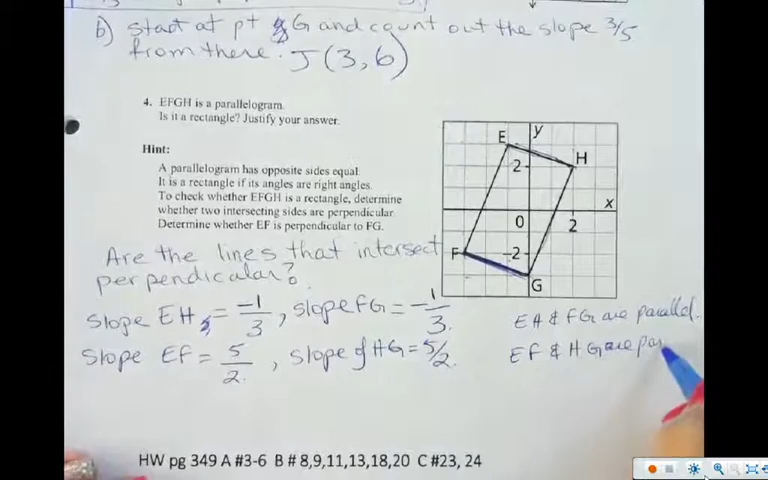 b) start at pt G and count out the slope 3/5
from there. J(3,6)
4. EFGH is a parallelogram.
Is it a rectangle? Justify your answer.
Hint:
A parallelogram has opposite sides equal.
It is a rectangle if its angles are right angles.
To check whether EFGH is a rectangle, determine
whether two intersecting sides are perpendicular.
Determine whether EF is perpendicular to FG.
E y
2 H
x
0 2
F -2
G
Are the lines that intersect
perpendicular?
Slope EH = -1/3, slope FG = -1/3.
Slope EF = 5/2, slope of HG = 5/2.
EH & FG are parallel.
EF & HG are par
HW pg 349 A #3-6 B # 8,9,11,13,18,20 C #23, 24